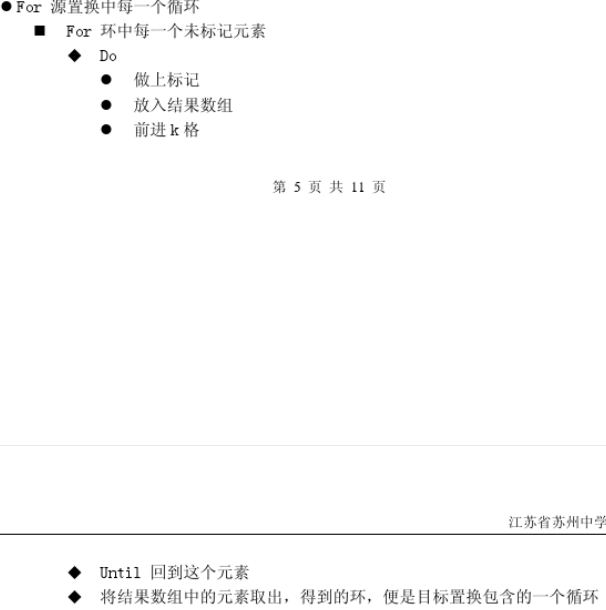 ● For 源置换中每一个循环
■ For 环中每一个未标记元素
◆ Do
● 做上标记
● 放入结果数组
● 前进 k 格
第 5 页 共 11 页
江苏省苏州中学
◆ Until 回到这个元素
◆ 将结果数组中的元素取出，得到的环，便是目标置换包含的一个循环